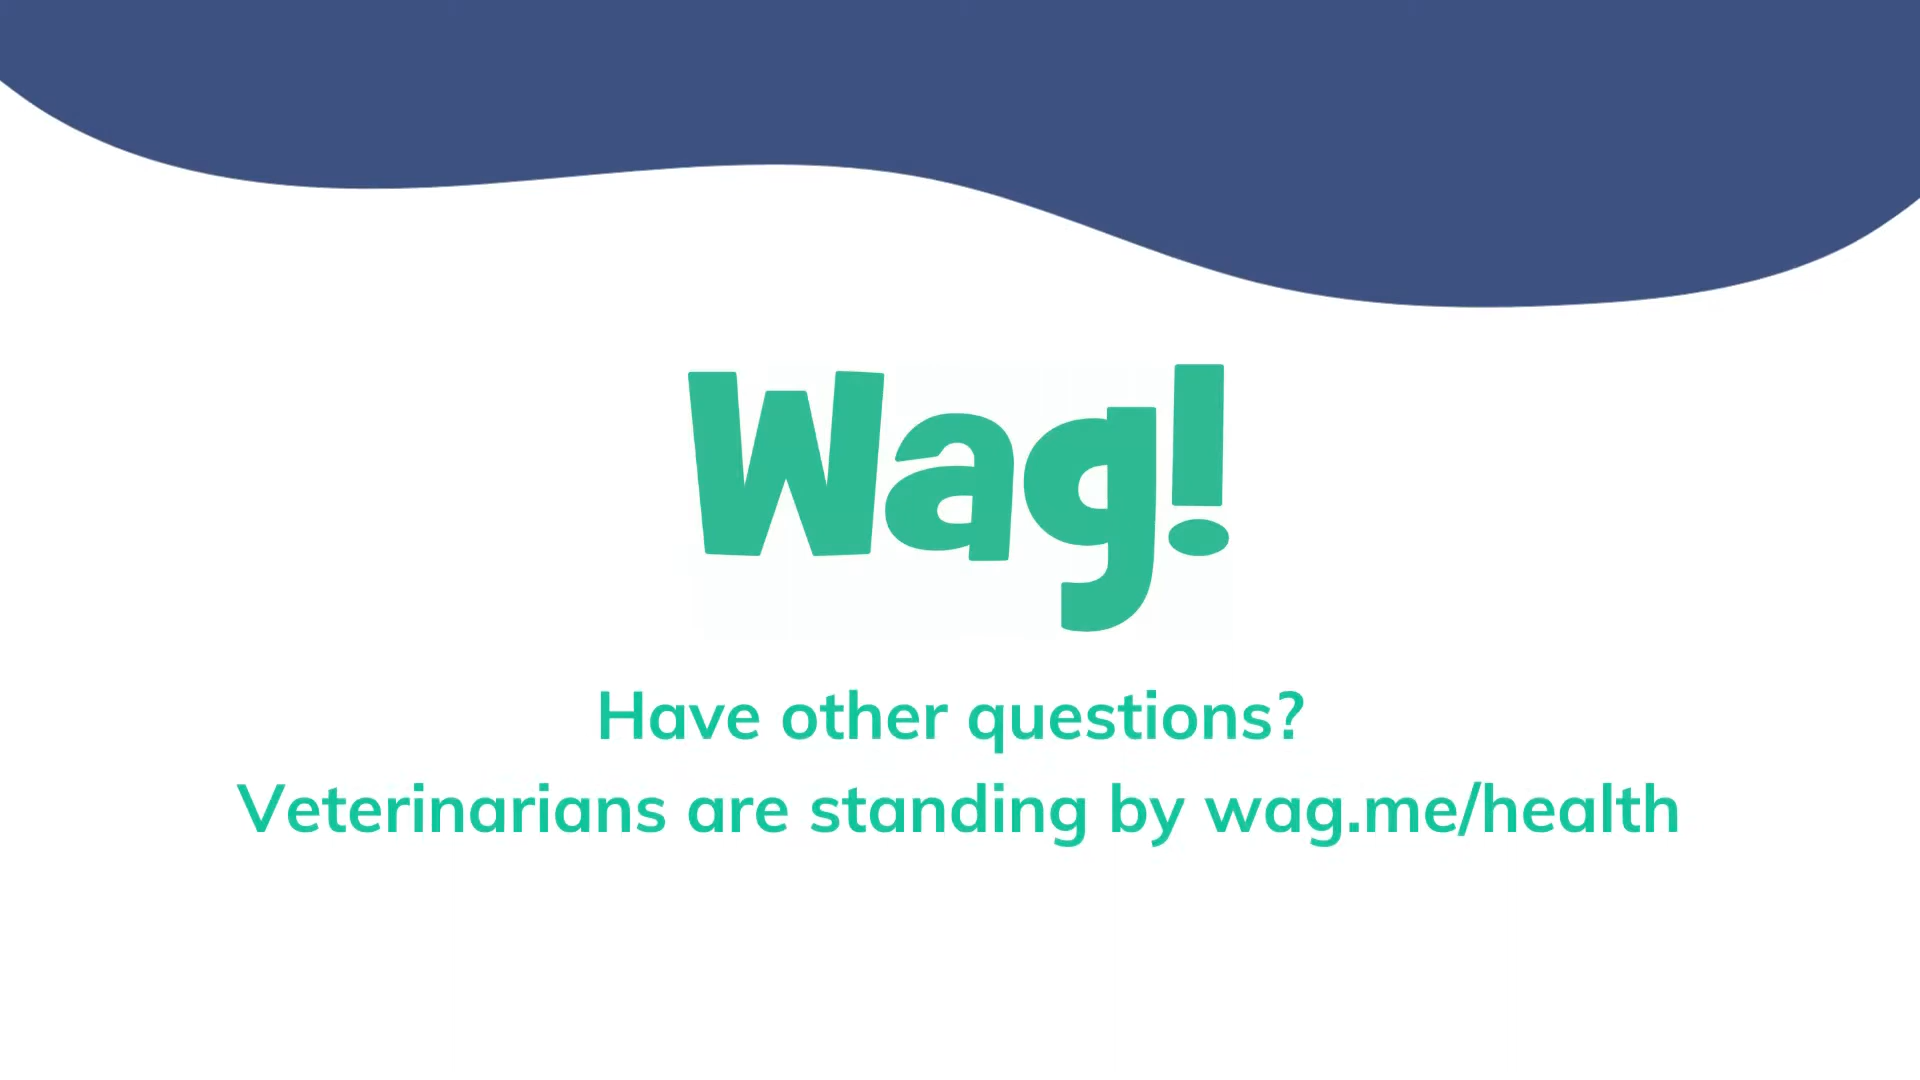 Wag!
Have other questions?
Veterinarians are standing by wag.me/health